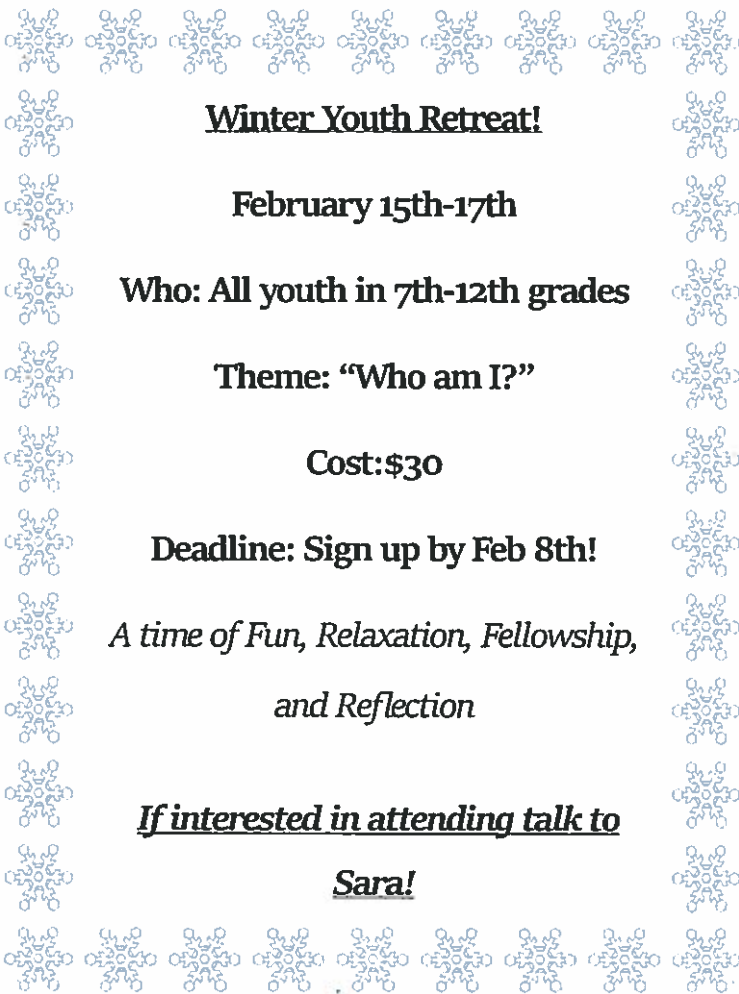 Winter Youth Retreat!
February 15th-17th
Who: All youth in 7th-12th grades
Theme: “Who am I?”
Cost:$30
Deadline: Sign up by Feb 8th!
A time of Fun, Relaxation, Fellowship,
and Reflection
If interested in attending talk to
Sara!